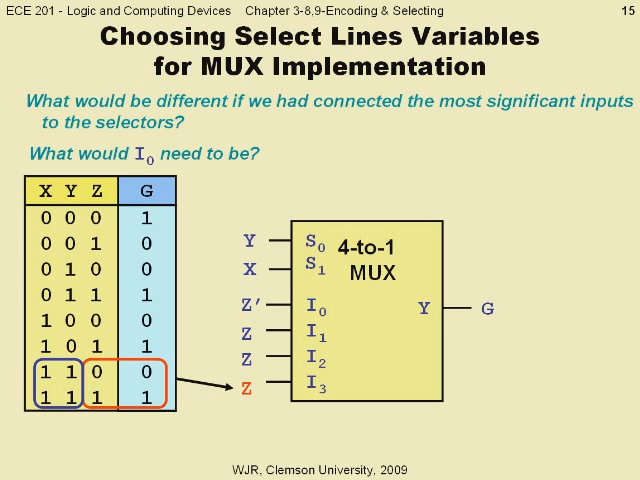 ECE 201 - Logic and Computing Devices Chapter 3-8,9-Encoding & Selecting 15
Choosing Select Lines Variables
for MUX Implementation
What would be different if we had connected the most significant inputs
to the selectors?
What would I₀ need to be?
X Y Z G
0 0 0 1
0 0 1 0
0 1 0 0
0 1 1 1
1 0 0 0
1 0 1 1
1 1 0 0
1 1 1 1
Y S₀ 4-to-1
X S₁ MUX
Z' I₀ Y G
Z I₁
Z I₂
Z I₃
WJR, Clemson University, 2009